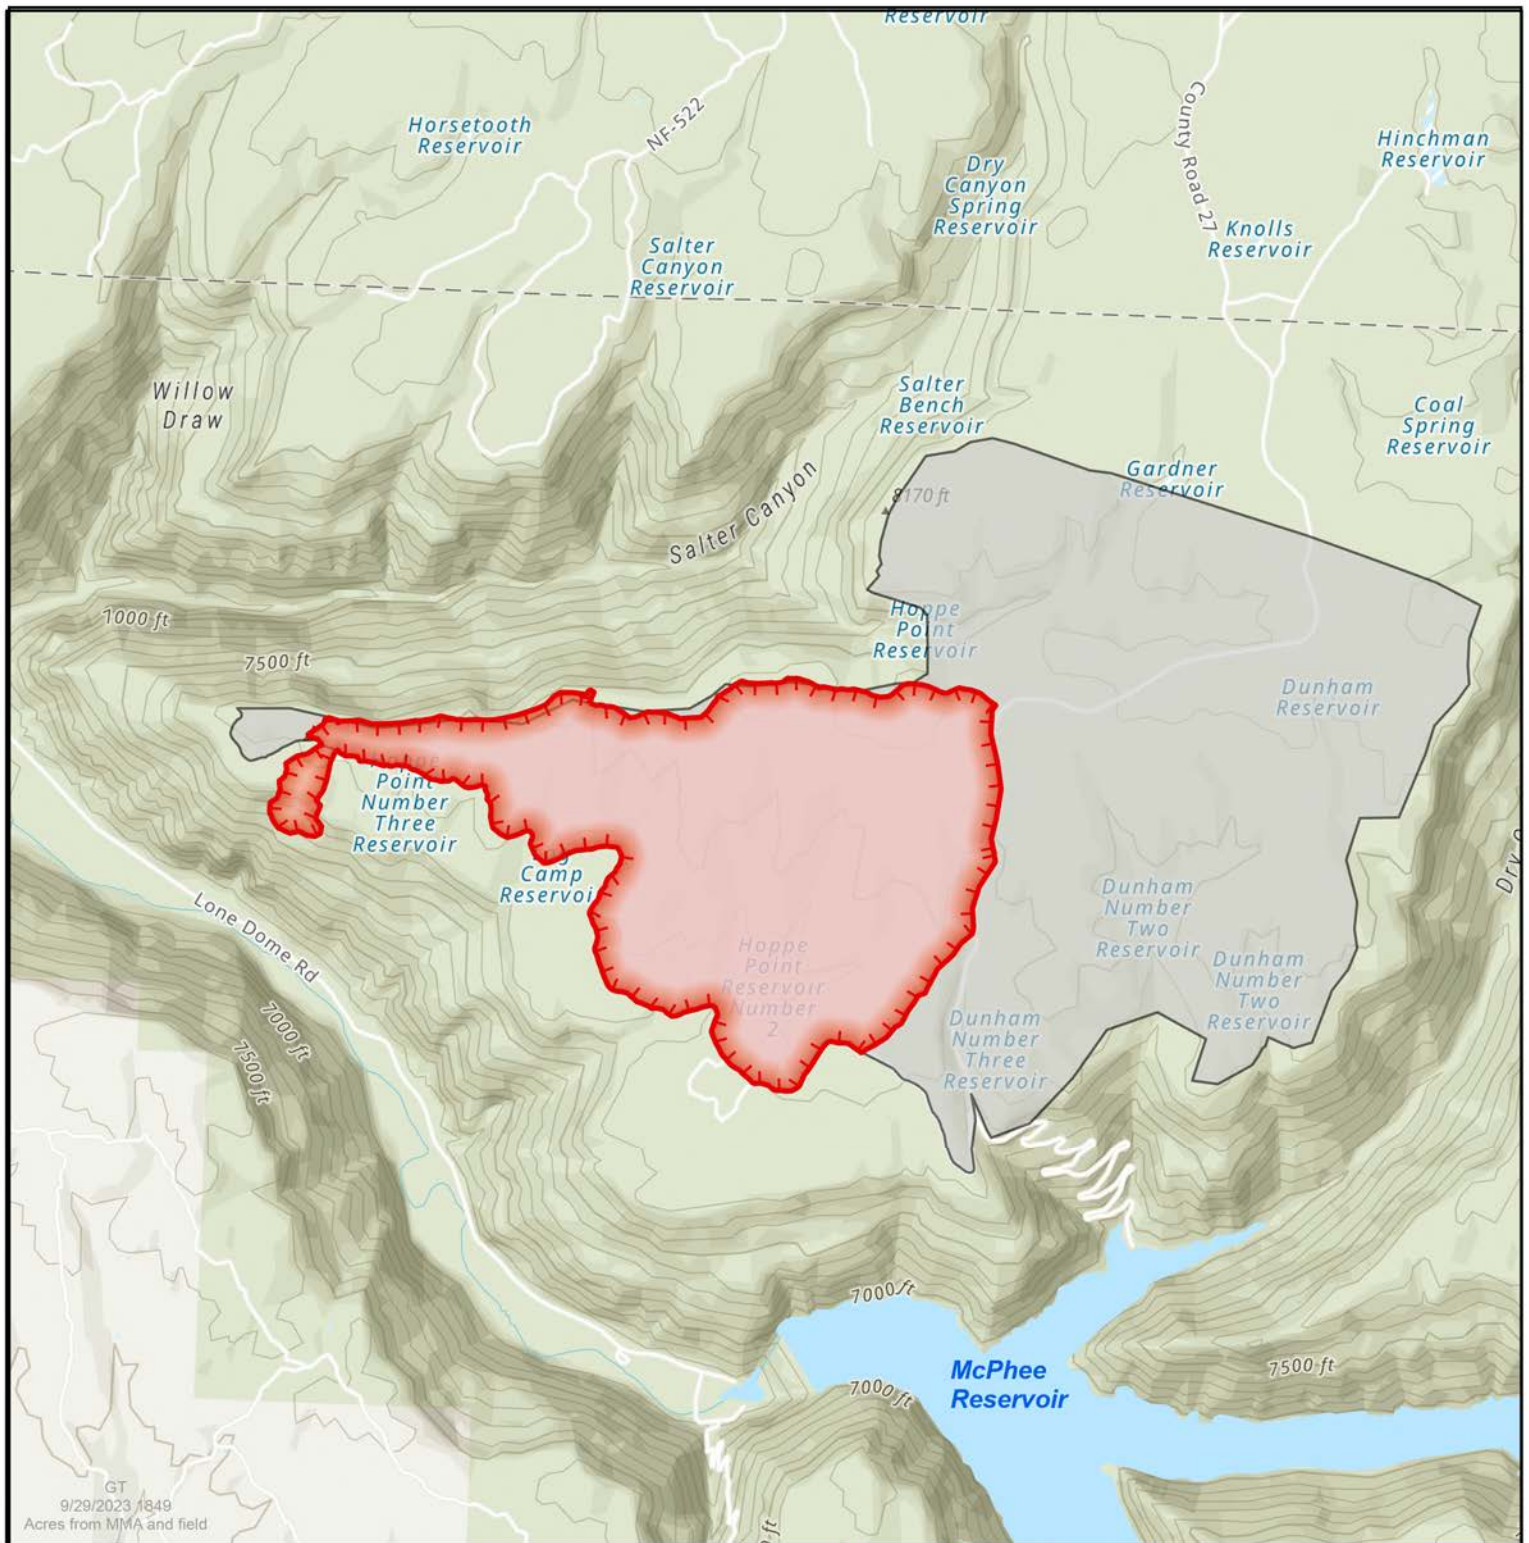 Reservoir
Horsetooth
Reservoir
NF-522
County Road 27
Hinchman
Reservoir
Dry
Canyon
Spring
Reservoir
Knolls
Reservoir
Salter
Canyon
Reservoir
Willow
Draw
Salter
Bench
Reservoir
Coal
Spring
Reservoir
Salter Canyon
Gardner
Reservoir
8170 ft
Hoppe
Point
Reservoir
1000 ft
7500 ft
Dunham
Reservoir
Hoppe
Point
Number
Three
Reservoir
Camp
Reservoir
Dunham
Number
Two
Reservoir
Lone Dome Rd
Hoppe
Point
Reservoir
Number
2
Dunham
Number
Two
Reservoir
Dunham
Number
Three
Reservoir
Dry
7000 ft
7500 ft
7000 ft
McPhee
Reservoir
7500 ft
7000 ft
GT
9/29/2023 1849
Acres from MMA and field
ft